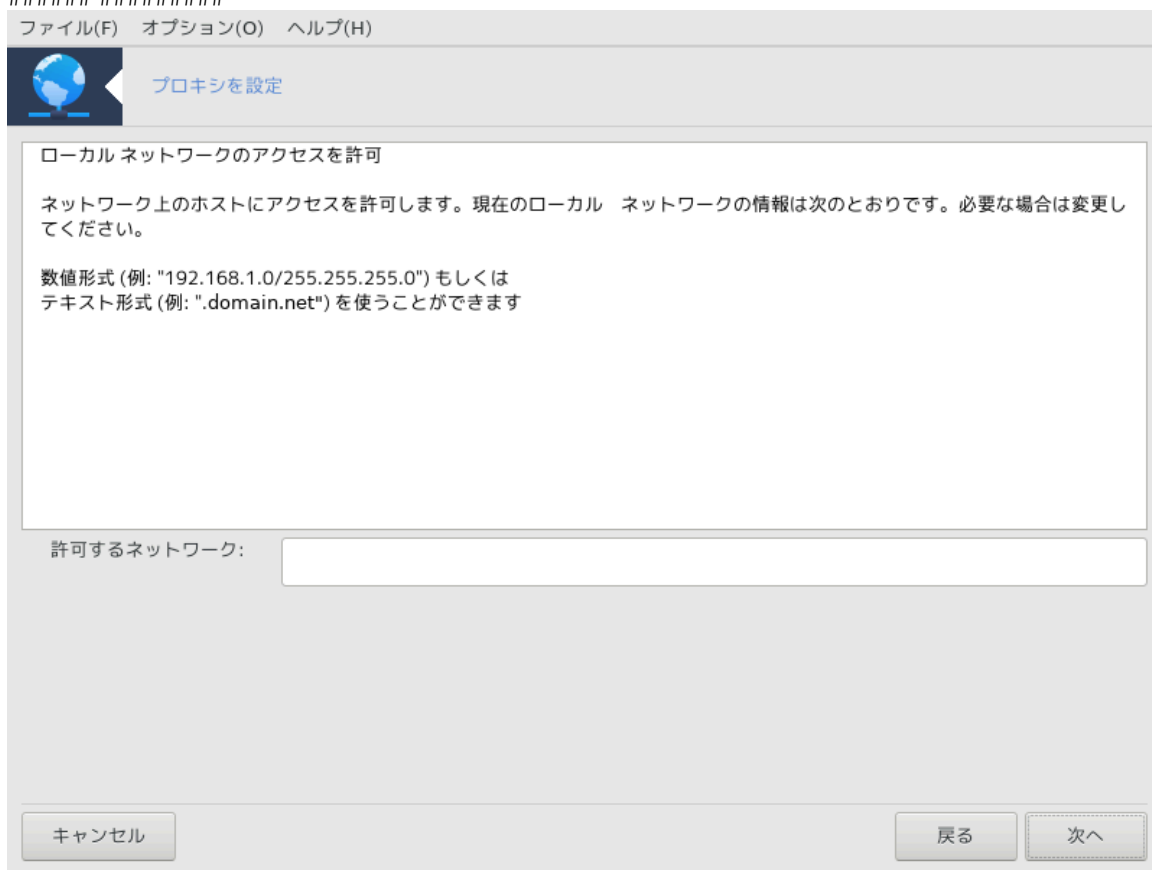 ファイル(F) オプション(O) ヘルプ(H)
プロキシを設定
ローカル ネットワークのアクセスを許可
ネットワーク上のホストにアクセスを許可します。現在のローカル　ネットワークの情報は次のとおりです。必要な場合は変更し
てください。
数値形式 (例: "192.168.1.0/255.255.255.0") もしくは
テキスト形式 (例: ".domain.net") を使うことができます
許可するネットワーク:
キャンセル 戻る 次へ